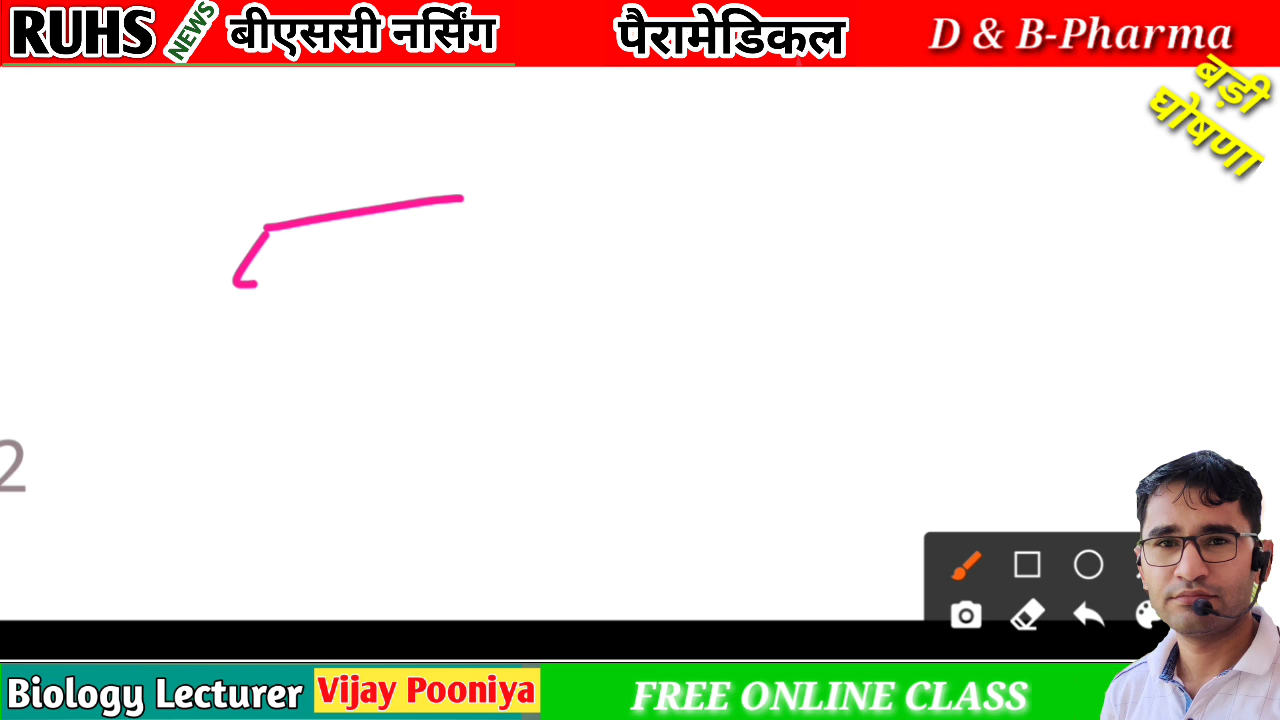 RUHS NEWS बीएससी नर्सिंग पैरामेडिकल D & B-Pharma
बड़ी
घोषणा
2
Biology Lecturer Vijay Pooniya FREE ONLINE CLASS